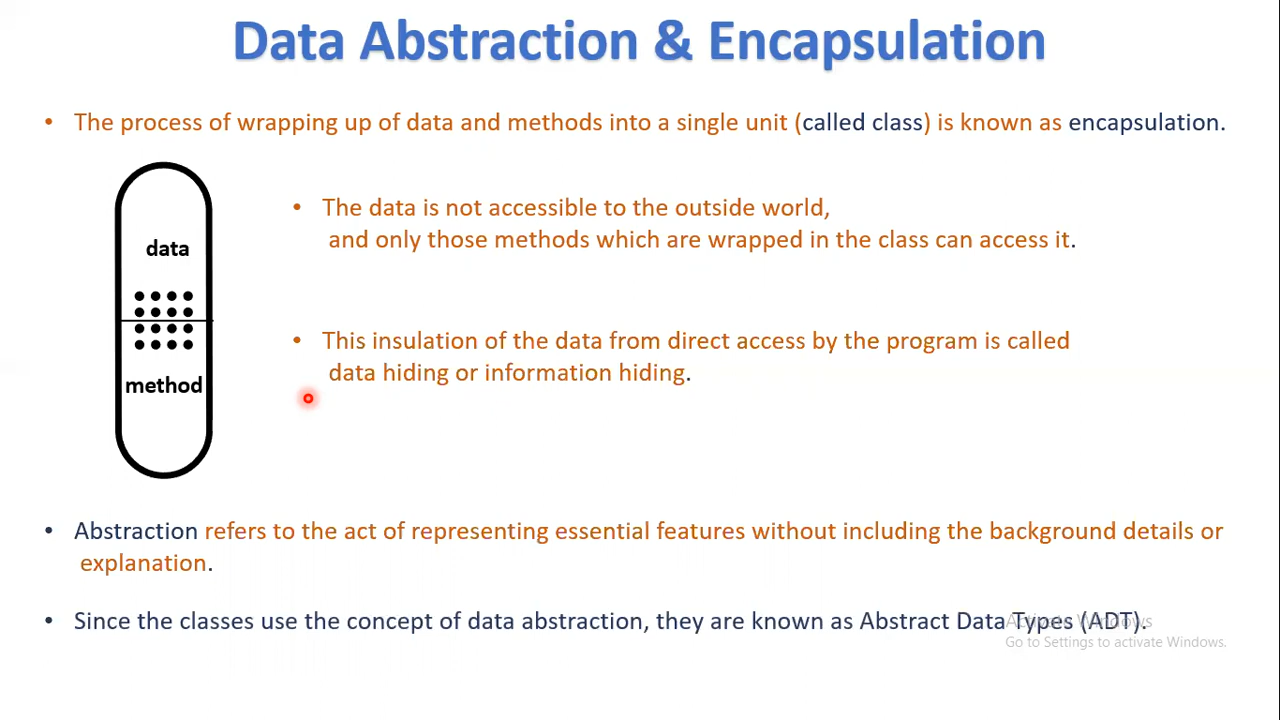 Data Abstraction & Encapsulation
• The process of wrapping up of data and methods into a single unit (called class) is known as encapsulation.
data
method
• The data is not accessible to the outside world,
and only those methods which are wrapped in the class can access it.
• This insulation of the data from direct access by the program is called
data hiding or information hiding.
• Abstraction refers to the act of representing essential features without including the background details or
explanation.
• Since the classes use the concept of data abstraction, they are known as Abstract Data Types (ADT).
Activate Windows
Go to Settings to activate Windows.